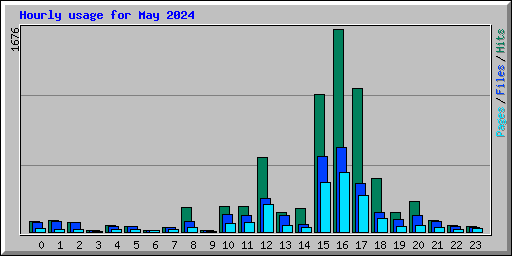 Hourly usage for May 2024
1676
Pages / Files / Hits
0 1 2 3 4 5 6 7 8 9 10 11 12 13 14 15 16 17 18 19 20 21 22 23